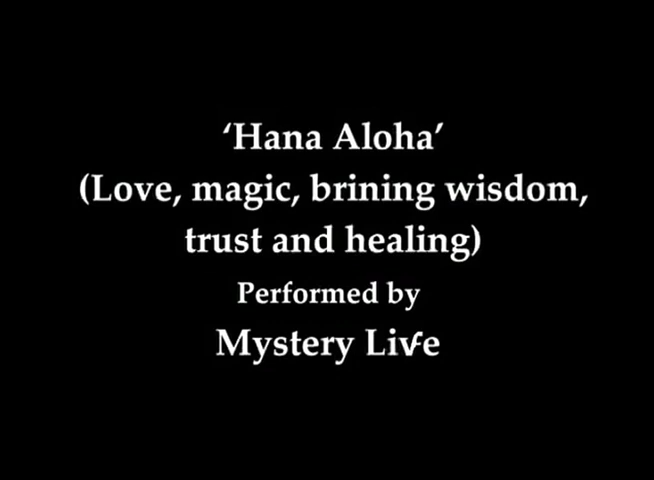 ‘Hana Aloha’
(Love, magic, brining wisdom,
trust and healing)
Performed by
Mystery Live